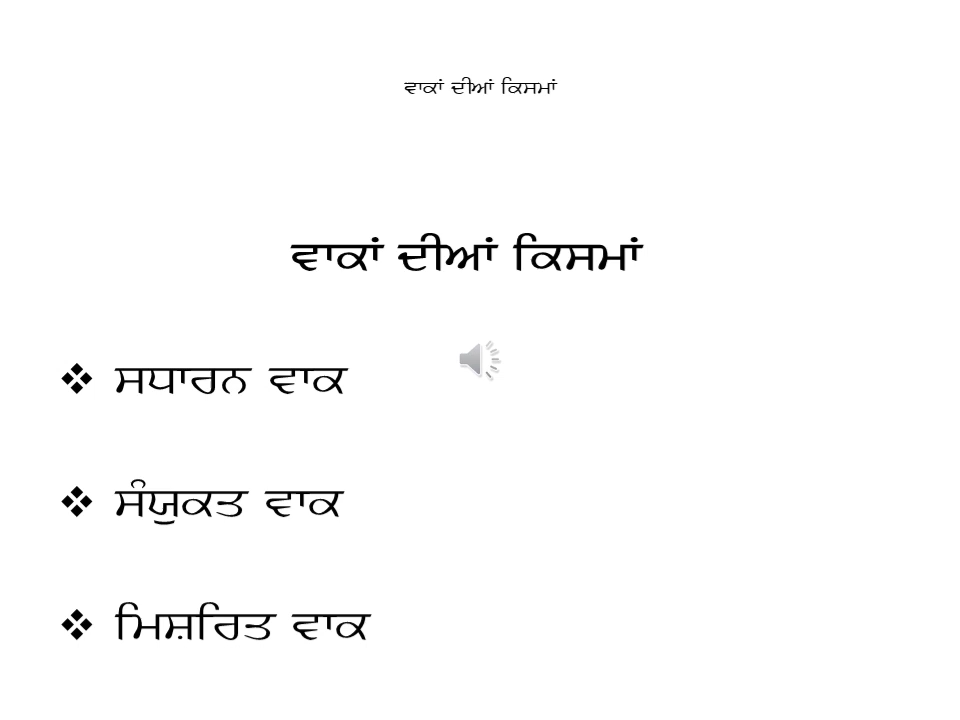 ਵਾਕਾਂ ਦੀਆਂ ਕਿਸਮਾਂ
ਵਾਕਾਂ ਦੀਆਂ ਕਿਸਮਾਂ
❖ ਸਧਾਰਨ ਵਾਕ
❖ ਸੰਯੁਕਤ ਵਾਕ
❖ ਮਿਸ਼ਰਿਤ ਵਾਕ